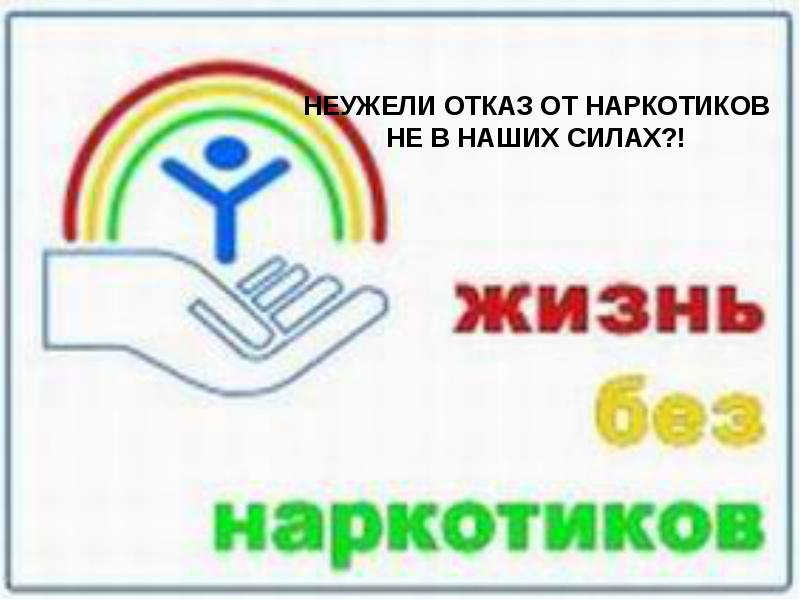 НЕУЖЕЛИ ОТКАЗ ОТ НАРКОТИКОВ
НЕ В НАШИХ СИЛАХ?!
жизнь
без
наркотиков